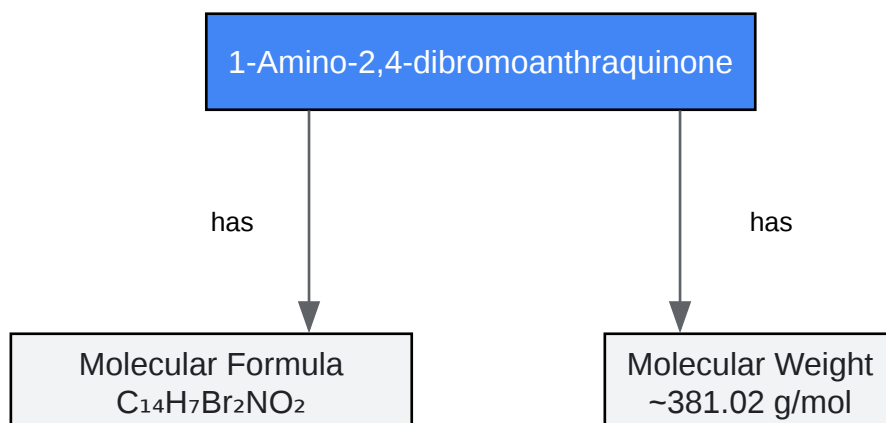 1-Amino-2,4-dibromoanthraquinone
has
has
Molecular Formula
C₁₄H₇Br₂NO₂
Molecular Weight
~381.02 g/mol